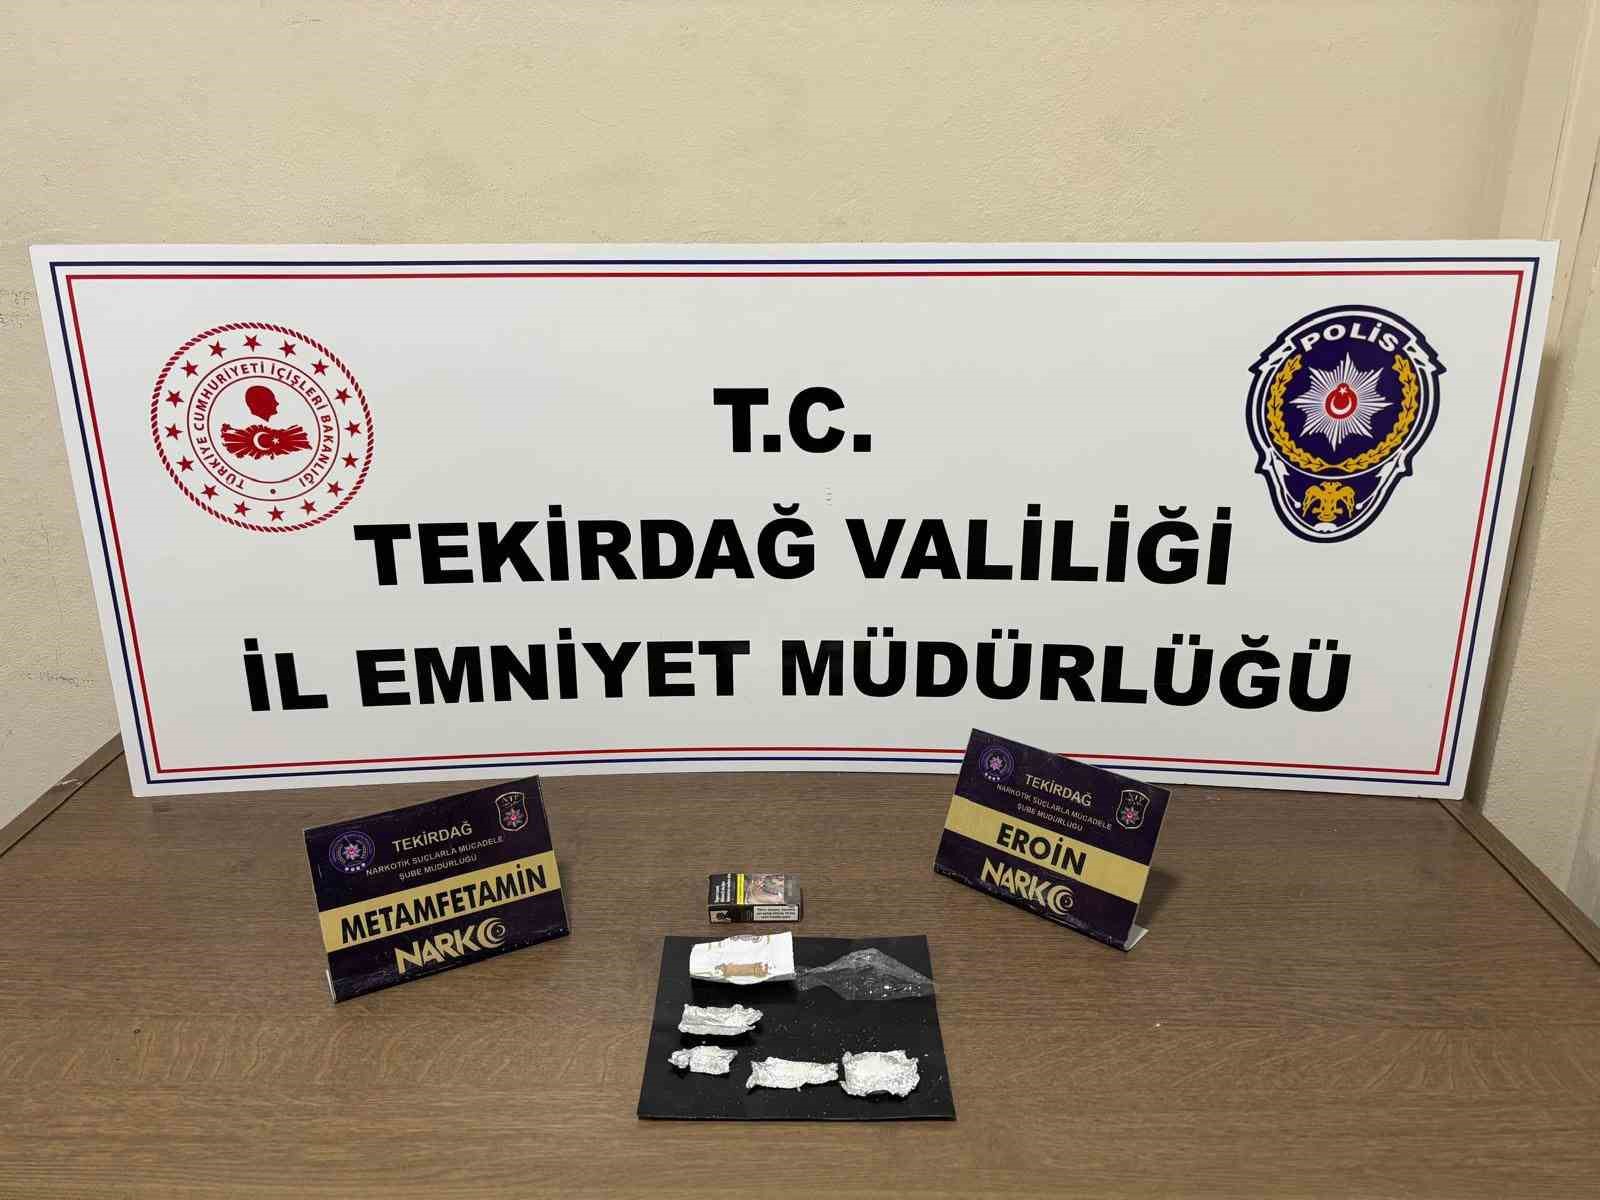 TÜRKİYE CUMHURİYETİ İÇİŞLERİ BAKANLIĞI
POLİS
T.C.
TEKİRDAĞ VALİLİĞİ
İL EMNİYET MÜDÜRLÜĞÜ
TEKİRDAĞ
NARKOTİK SUÇLARLA MÜCADELE
ŞUBE MÜDÜRLÜĞÜ
METAMFETAMİN
NARKO
TEKİRDAĞ
NARKOTİK SUÇLARLA MÜCADELE
ŞUBE MÜDÜRLÜĞÜ
EROİN
NARKO